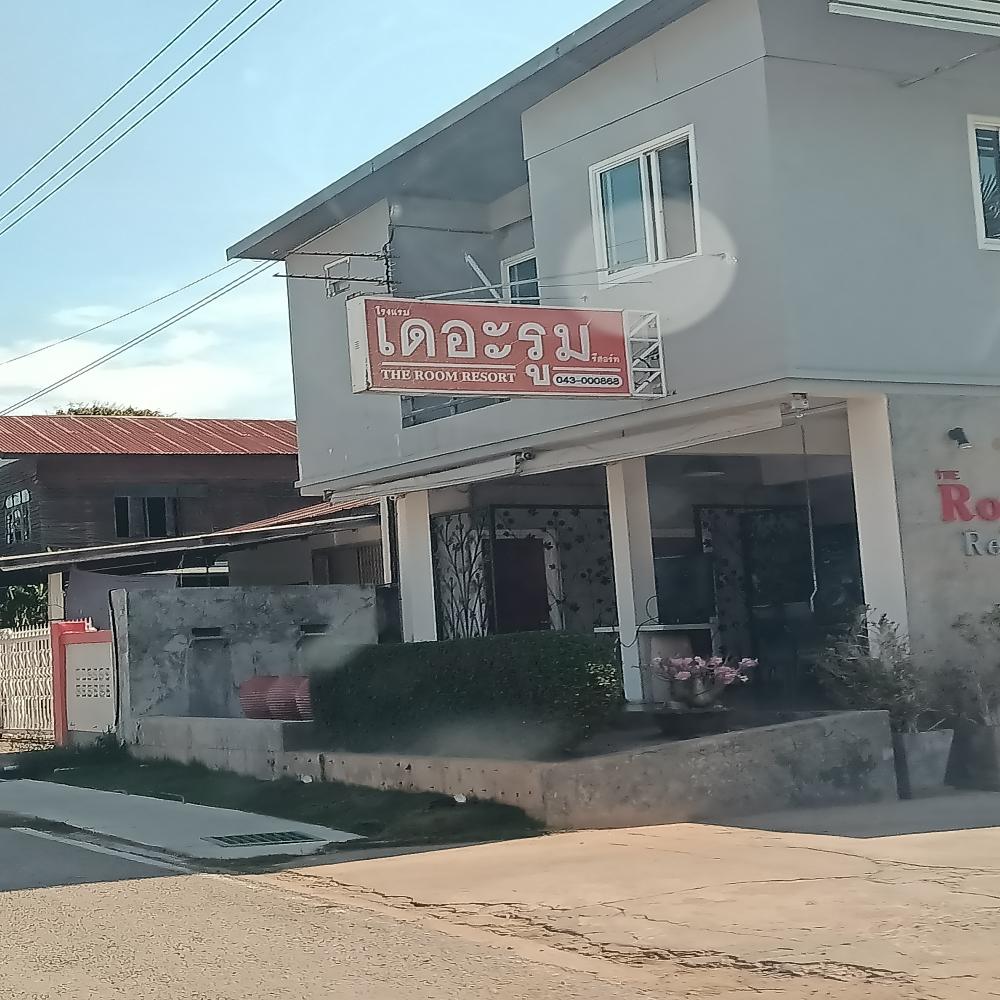 โรงแรม
เดอะรูม
รีสอร์ท
THE ROOM RESORT
043-000868
THE
Ro
Re